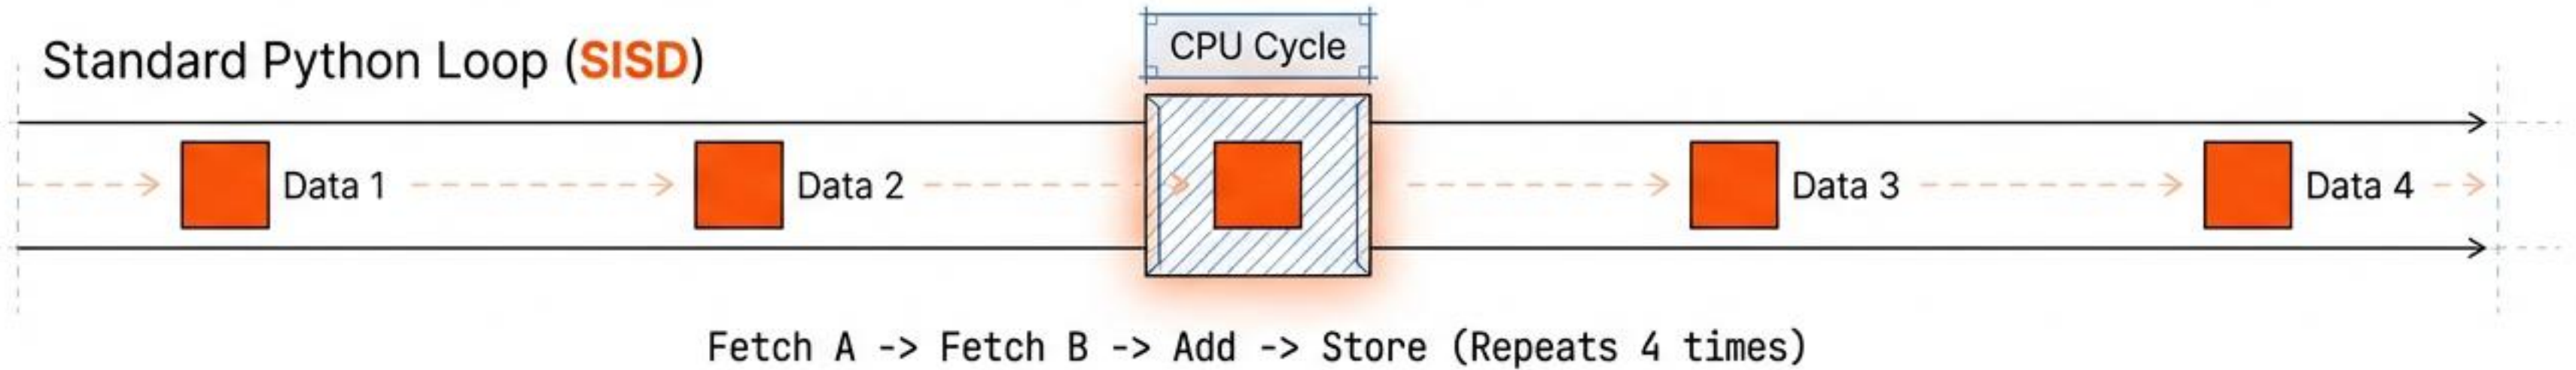 CPU Cycle
Standard Python Loop (SISD)
Data 1
Data 2
Data 3
Data 4
Fetch A -> Fetch B -> Add -> Store (Repeats 4 times)